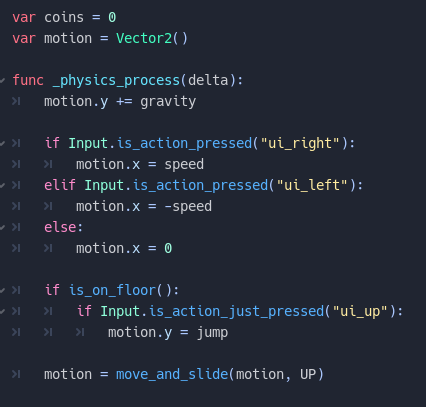 var coins = 0
var motion = Vector2()
func _physics_process(delta):
motion.y += gravity
if Input.is_action_pressed("ui_right"):
motion.x = speed
elif Input.is_action_pressed("ui_left"):
motion.x = -speed
else:
motion.x = 0
if is_on_floor():
if Input.is_action_just_pressed("ui_up"):
motion.y = jump
motion = move_and_slide(motion, UP)